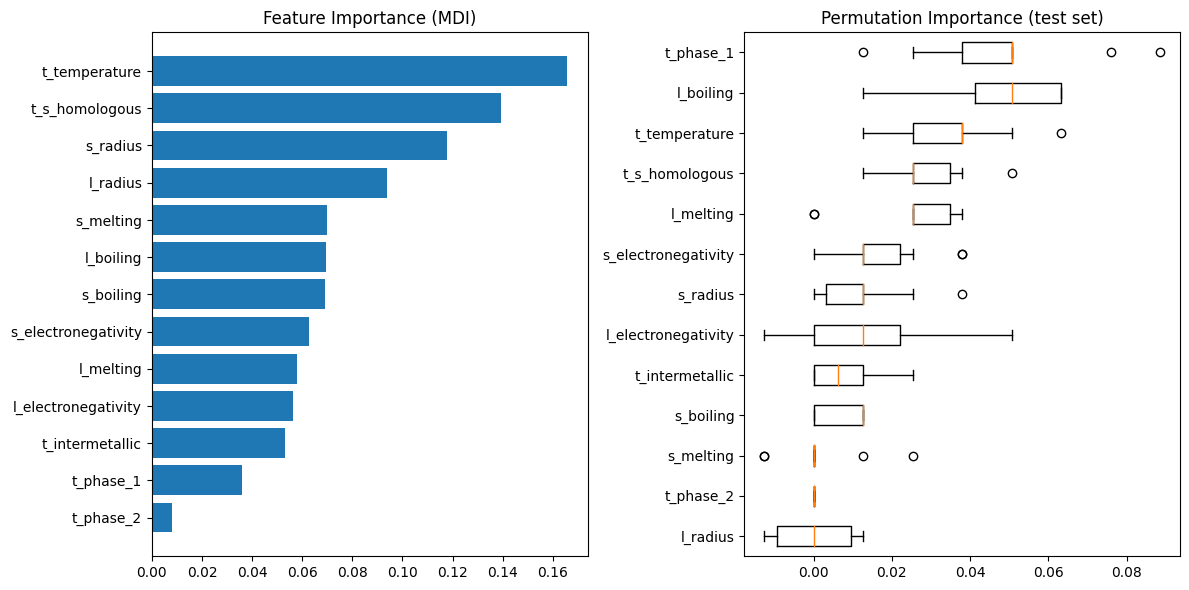 Feature Importance (MDI)
t_temperature
t_s_homologous
s_radius
l_radius
s_melting
l_boiling
s_boiling
s_electronegativity
l_melting
l_electronegativity
t_intermetallic
t_phase_1
t_phase_2
0.00 0.02 0.04 0.06 0.08 0.10 0.12 0.14 0.16
Permutation Importance (test set)
t_phase_1
l_boiling
t_temperature
t_s_homologous
l_melting
s_electronegativity
s_radius
l_electronegativity
t_intermetallic
s_boiling
s_melting
t_phase_2
l_radius
0.00 0.02 0.04 0.06 0.08